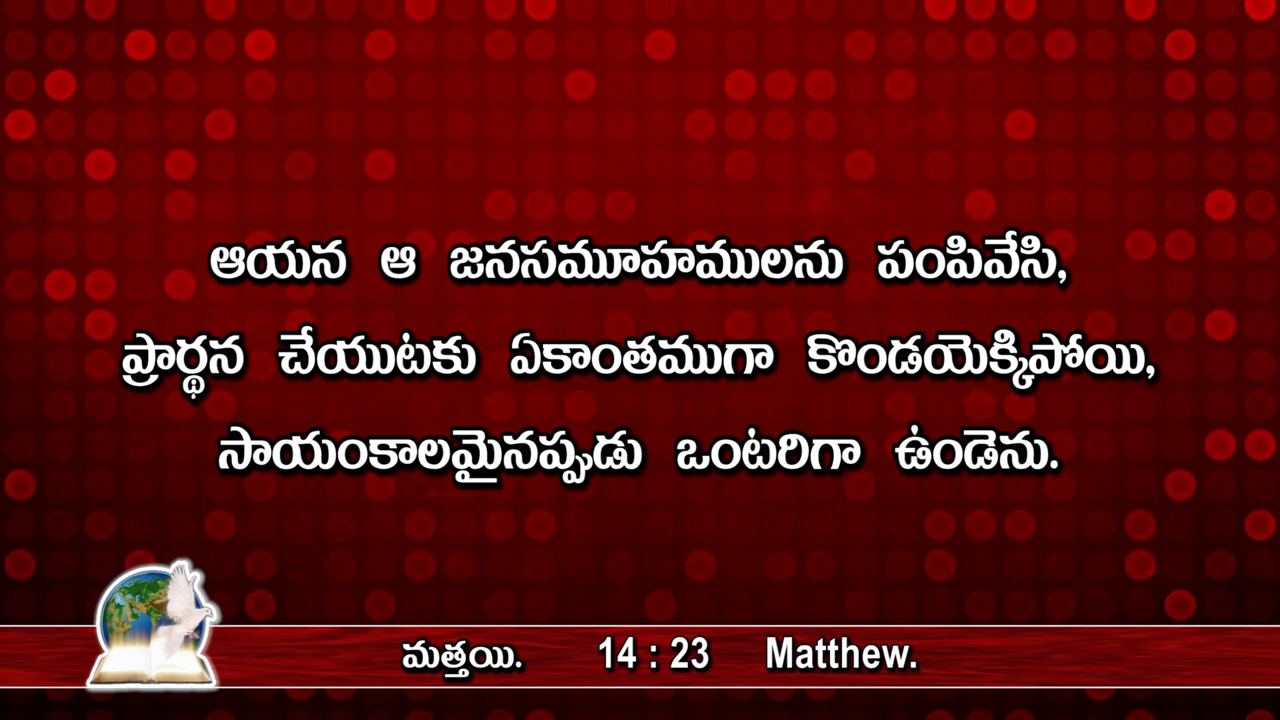 ఆయన ఆ జనసమూహములను పంపివేసి,
ప్రార్థన చేయుటకు ఏకాంతముగా కొండయెక్కిపోయి,
సాయంకాలమైనప్పుడు ఒంటరిగా ఉండెను.
మత్తయి. 14 : 23 Matthew.